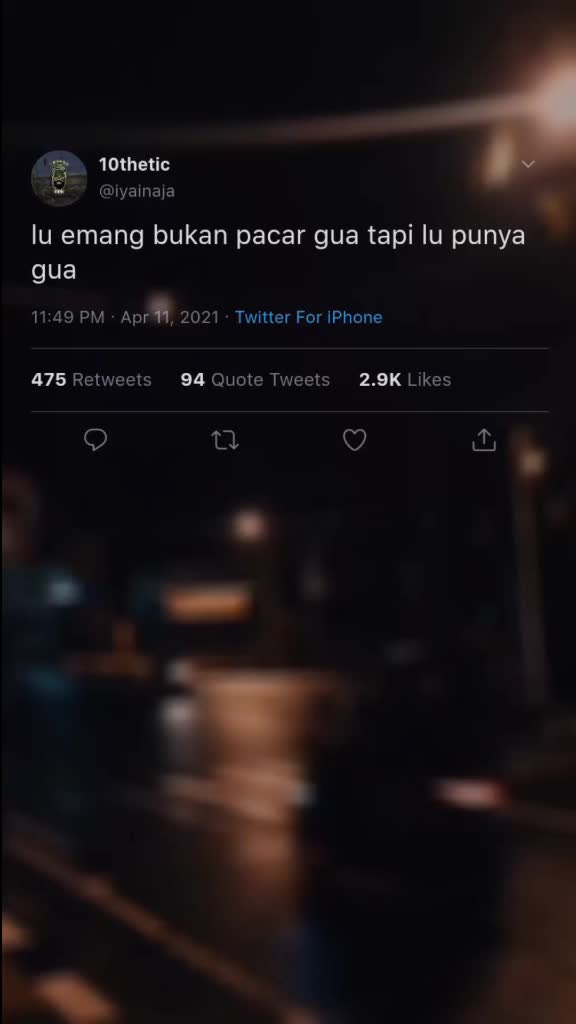 10thetic
@iyainaja
lu emang bukan pacar gua tapi lu punya
gua
11:49 PM · Apr 11, 2021 · Twitter For iPhone
475 Retweets 94 Quote Tweets 2.9K Likes